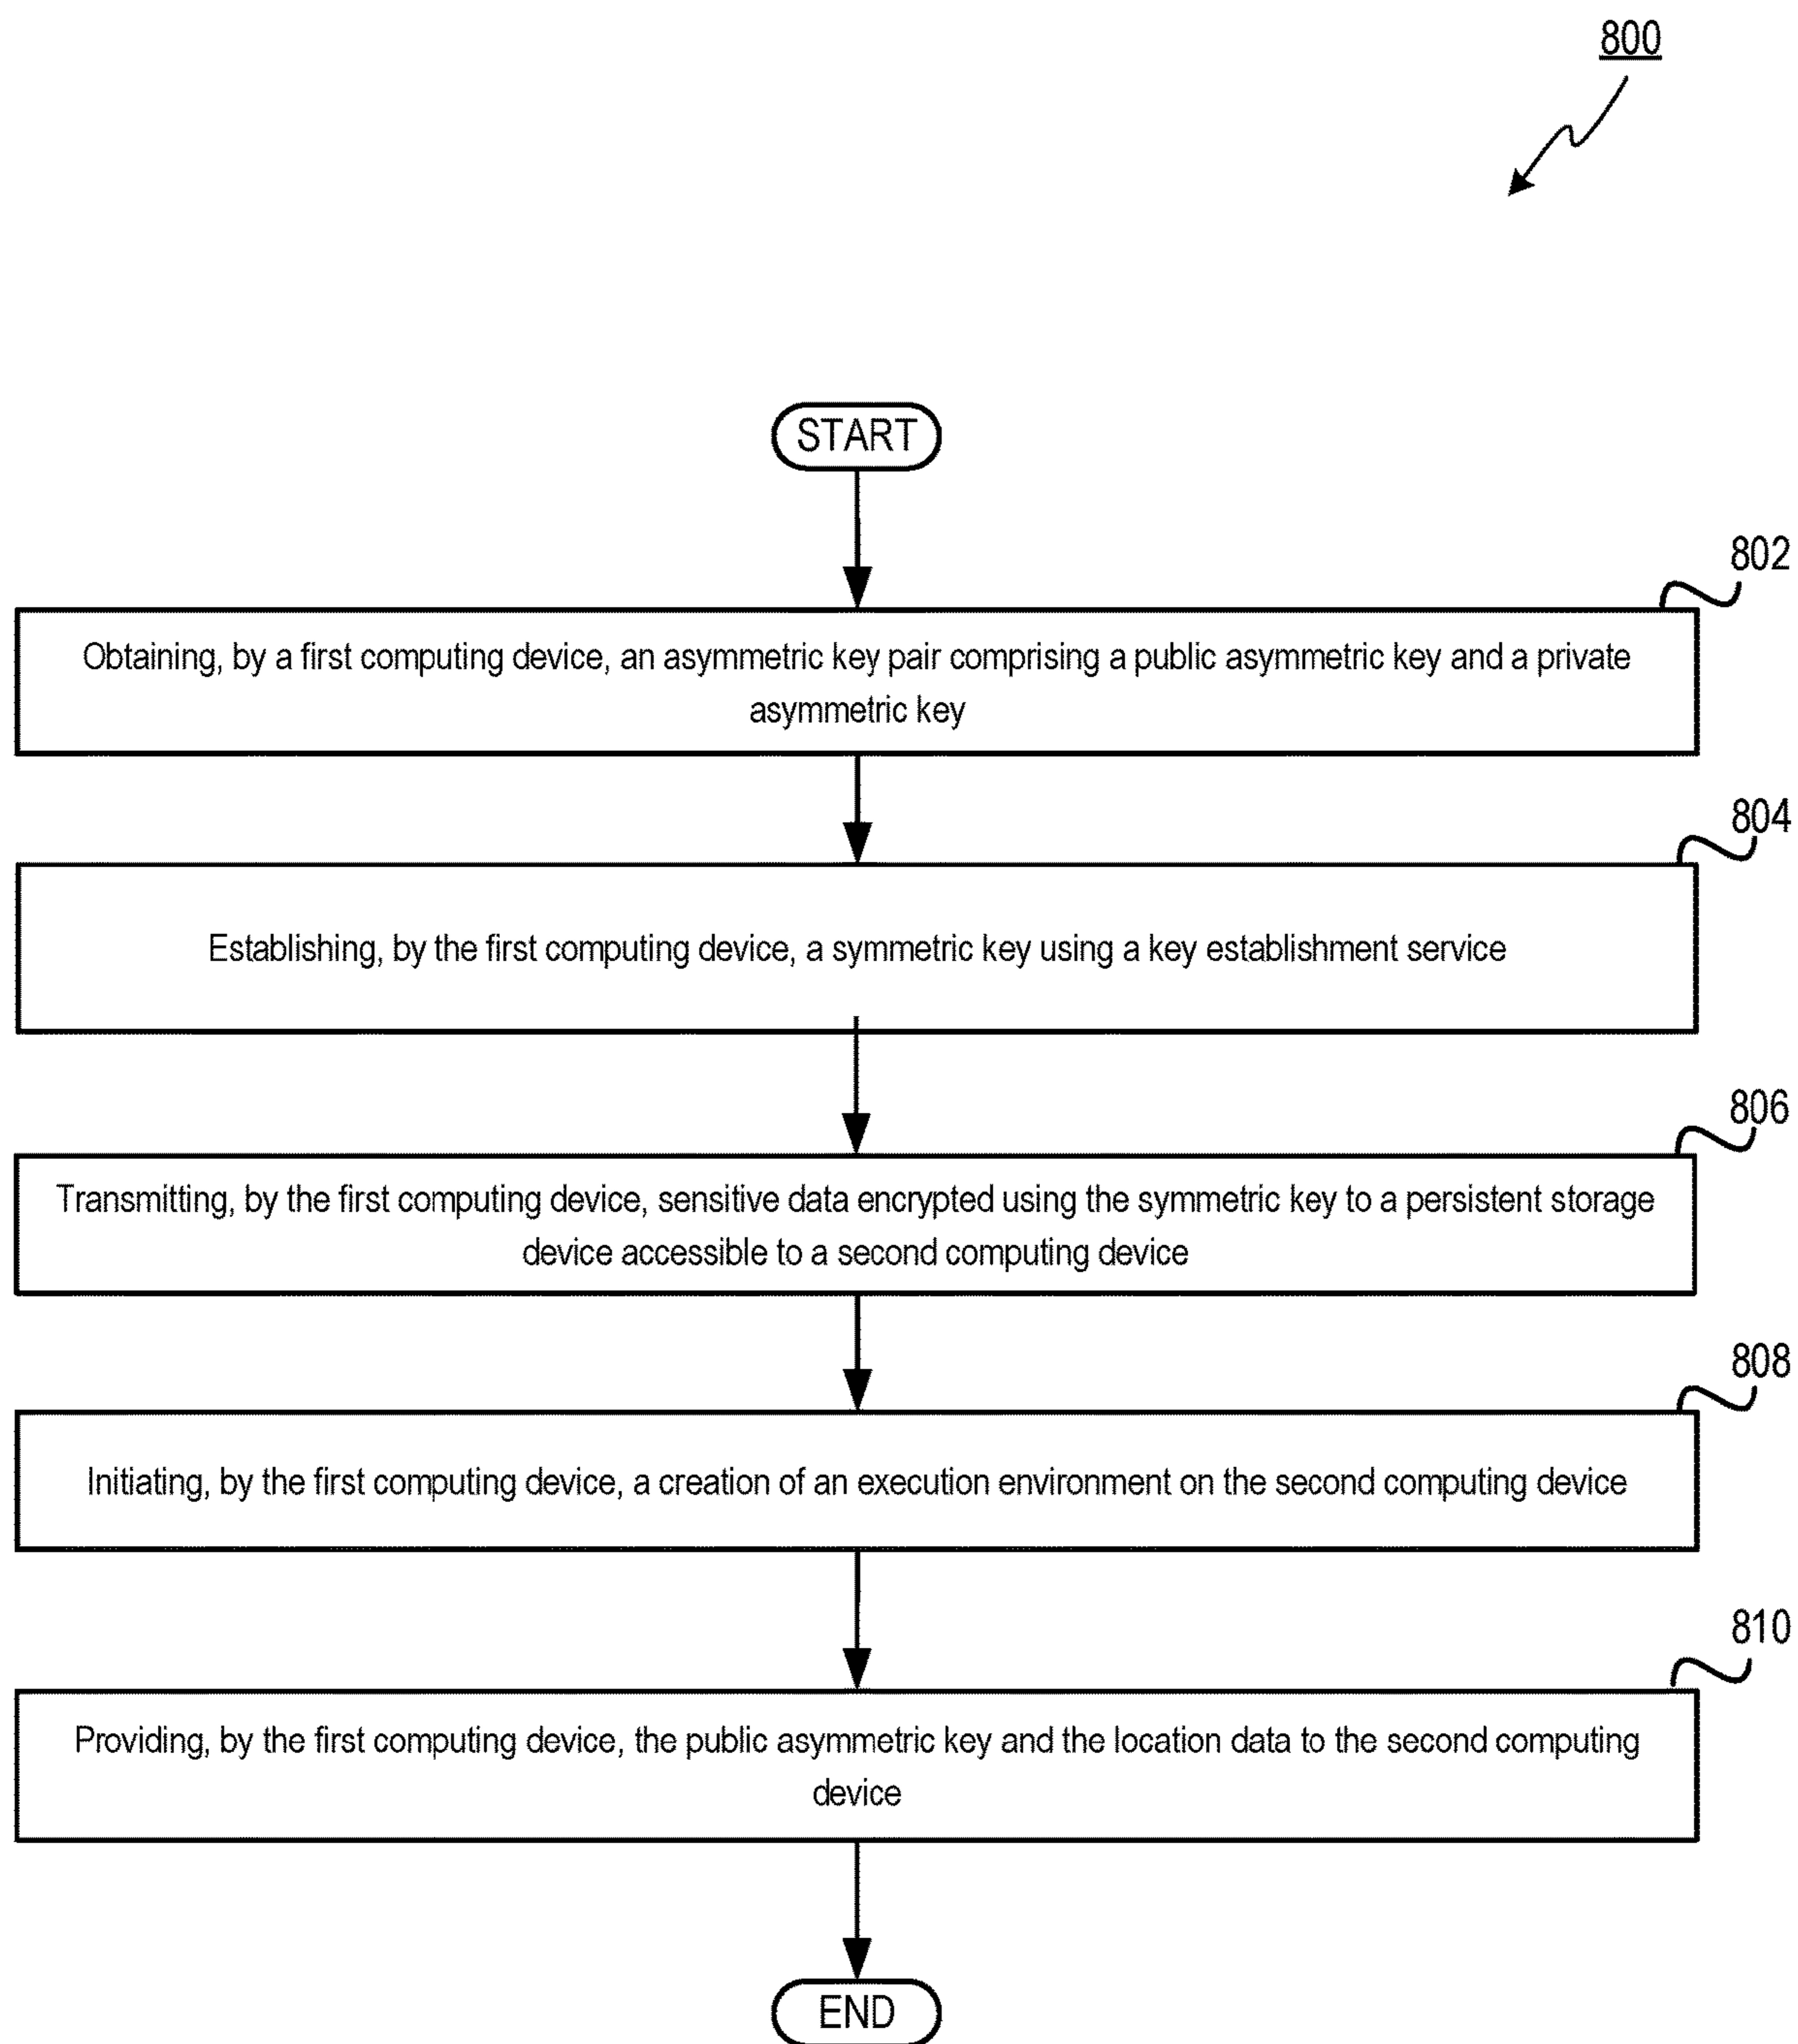 800
START
802
Obtaining, by a first computing device, an asymmetric key pair comprising a public asymmetric key and a private
asymmetric key
804
Establishing, by the first computing device, a symmetric key using a key establishment service
806
Transmitting, by the first computing device, sensitive data encrypted using the symmetric key to a persistent storage
device accessible to a second computing device
808
Initiating, by the first computing device, a creation of an execution environment on the second computing device
810
Providing, by the first computing device, the public asymmetric key and the location data to the second computing
device
END